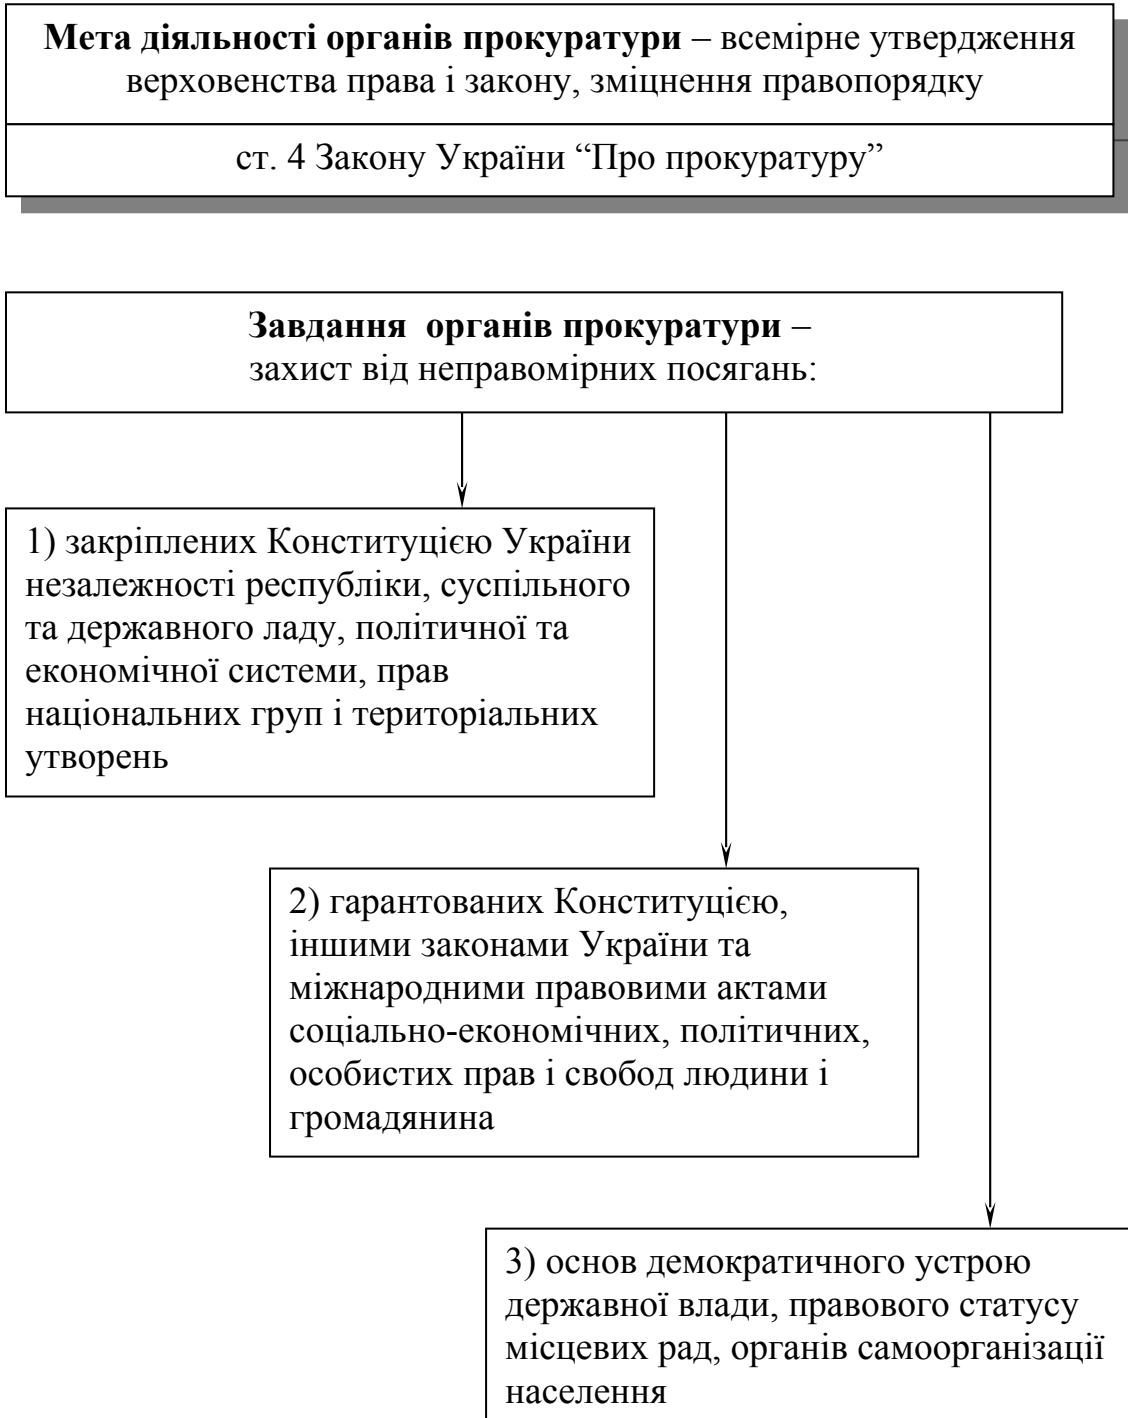 Мета діяльності органів прокуратури – всемірне утвердження
верховенства права і закону, зміцнення правопорядку
ст. 4 Закону України “Про прокуратуру”
Завдання органів прокуратури –
захист від неправомірних посягань:
1) закріплених Конституцією України
незалежності республіки, суспільного
та державного ладу, політичної та
економічної системи, прав
національних груп і територіальних
утворень
2) гарантованих Конституцією,
іншими законами України та
міжнародними правовими актами
соціально-економічних, політичних,
особистих прав і свобод людини і
громадянина
3) основ демократичного устрою
державної влади, правового статусу
місцевих рад, органів самоорганізації
населення